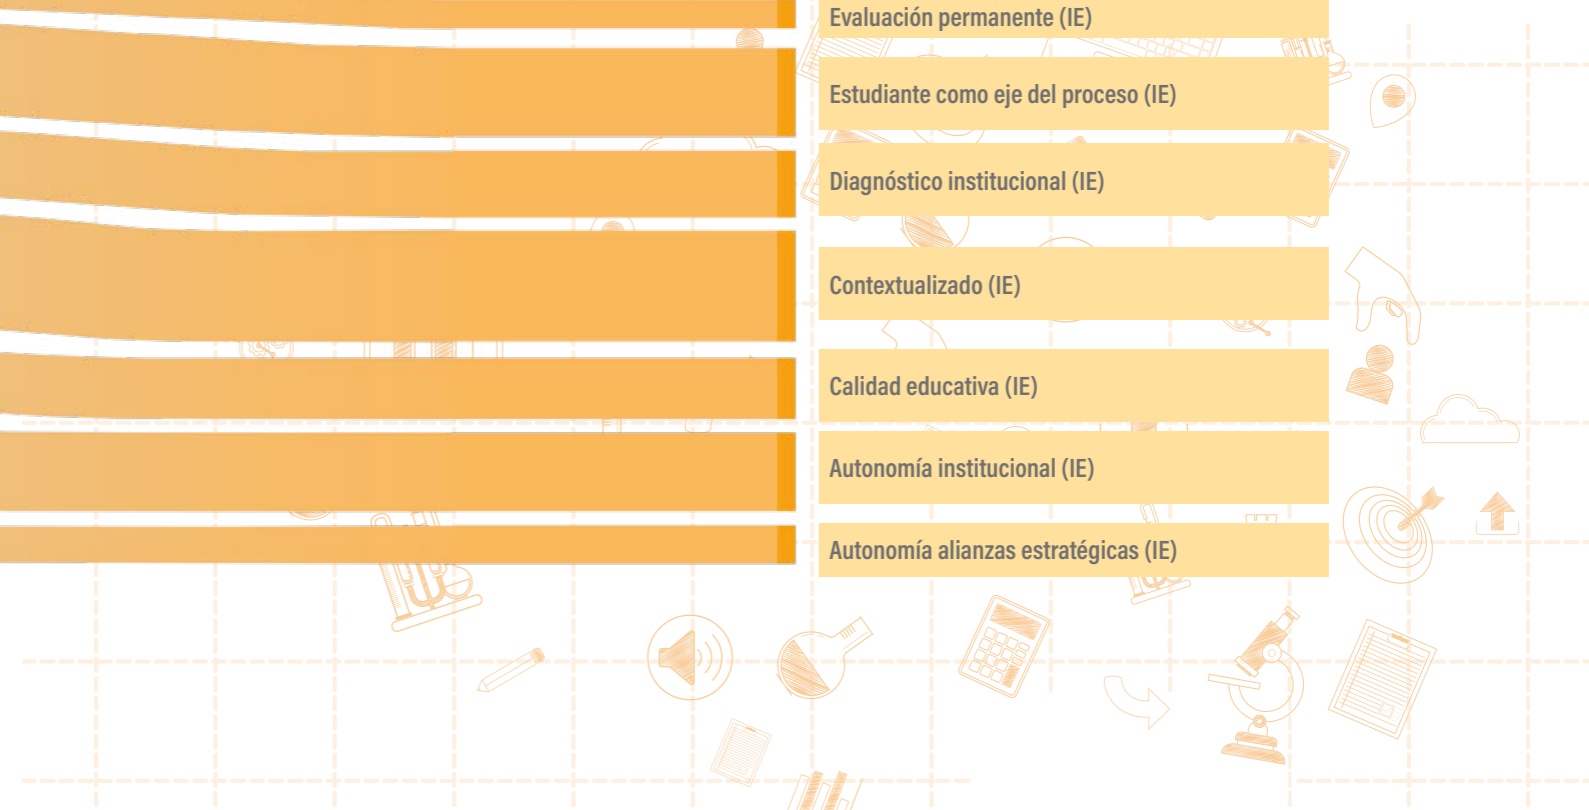 Evaluación permanente (IE)
Estudiante como eje del proceso (IE)
Diagnóstico institucional (IE)
Contextualizado (IE)
Calidad educativa (IE)
Autonomía institucional (IE)
Autonomía alianzas estratégicas (IE)